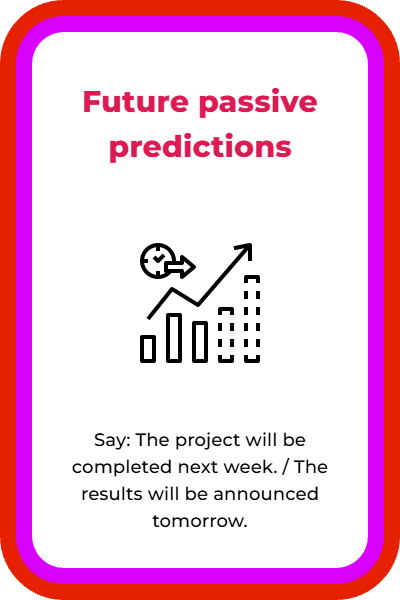 Future passive
predictions
Say: The project will be
completed next week. / The
results will be announced
tomorrow.